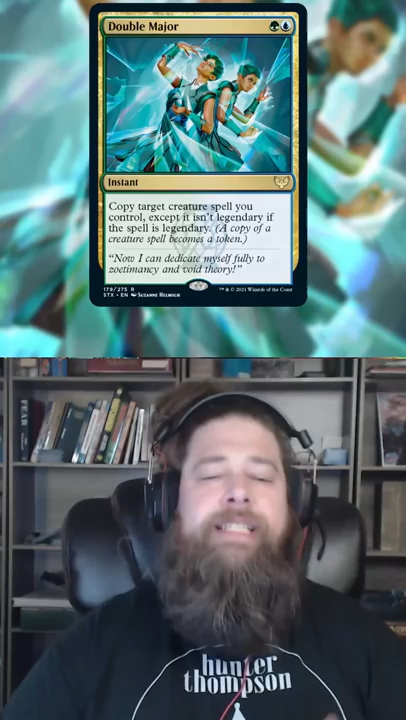 Double Major
Instant
Copy target creature spell you
control, except it isn't legendary if
the spell is legendary. (A copy of a
creature spell becomes a token.)
"Now I can dedicate myself fully to
zoetimancy and void theory!"
179/275 R
STX • EN Suzanne Helmigh
™ & © 2021 Wizards of the Coast
hunter
thompson